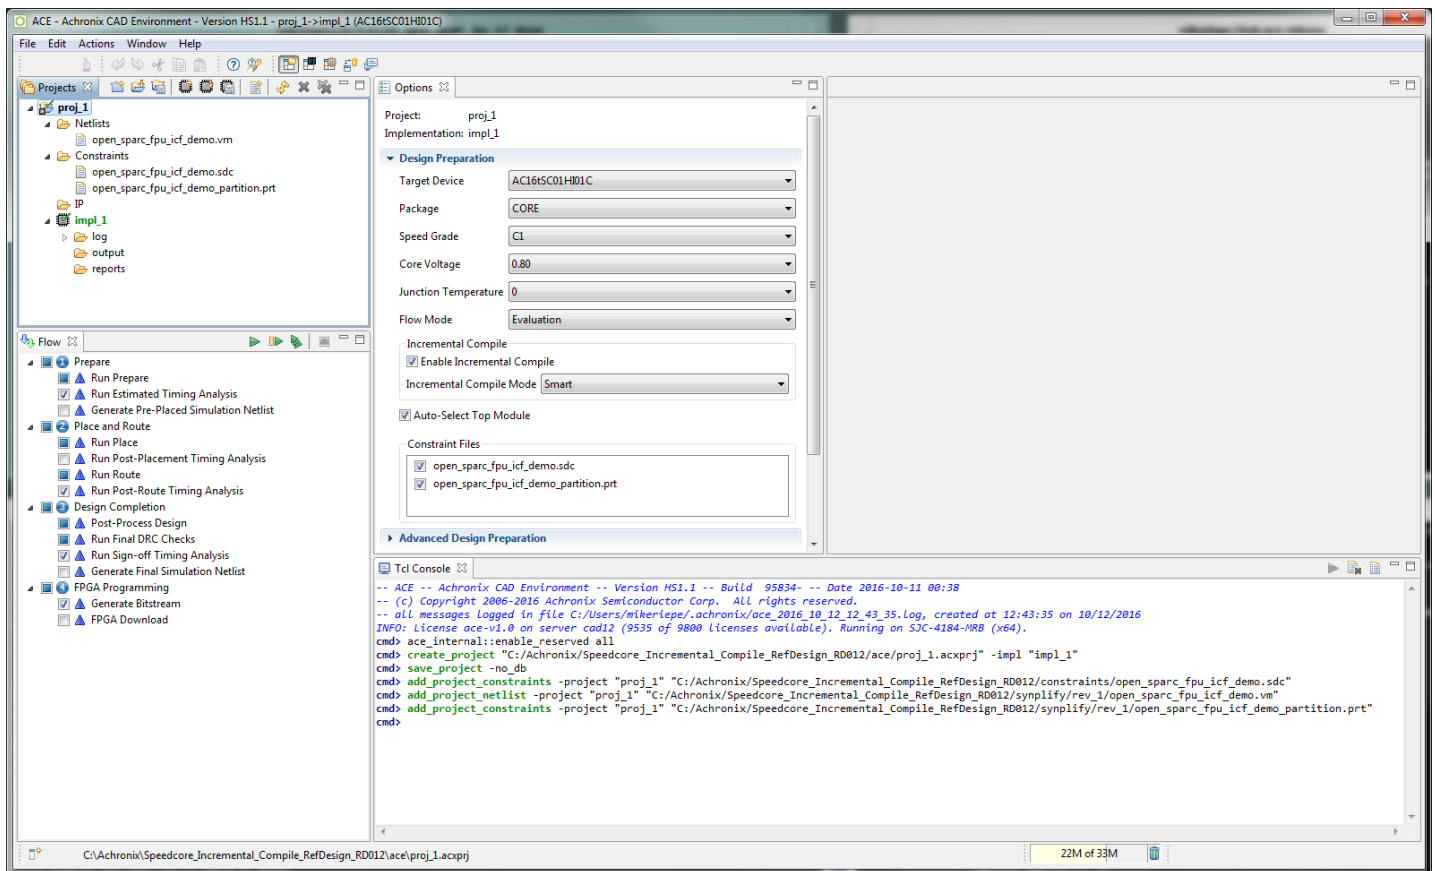 ACE - Achronix CAD Environment - Version HS1.1 - proj_1->impl_1 (AC16tSC01HI01C)
File Edit Actions Window Help
Projects
proj_1
Netlists
open_sparc_fpu_icf_demo.vm
Constraints
open_sparc_fpu_icf_demo.sdc
open_sparc_fpu_icf_demo_partition.prt
IP
impl_1
log
output
reports
Flow
1 Prepare
Run Prepare
Run Estimated Timing Analysis
Generate Pre-Placed Simulation Netlist
2 Place and Route
Run Place
Run Post-Placement Timing Analysis
Run Route
Run Post-Route Timing Analysis
3 Design Completion
Post-Process Design
Run Final DRC Checks
Run Sign-off Timing Analysis
Generate Final Simulation Netlist
4 FPGA Programming
Generate Bitstream
FPGA Download
Options
Project: proj_1
Implementation: impl_1
Design Preparation
Target Device AC16tSC01HI01C
Package CORE
Speed Grade C1
Core Voltage 0.80
Junction Temperature 0
Flow Mode Evaluation
Incremental Compile
Enable Incremental Compile
Incremental Compile Mode Smart
Auto-Select Top Module
Constraint Files
open_sparc_fpu_icf_demo.sdc
open_sparc_fpu_icf_demo_partition.prt
Advanced Design Preparation
Tcl Console
-- ACE -- Achronix CAD Environment -- Version HS1.1 -- Build 95834- -- Date 2016-10-11 00:38
-- (c) Copyright 2006-2016 Achronix Semiconductor Corp. All rights reserved.
-- all messages logged in file C:/Users/mikeriepe/.achronix/ace_2016_10_12_12_43_35.log, created at 12:43:35 on 10/12/2016
INFO: License ace-v1.0 on server cad12 (9535 of 9800 licenses available). Running on SJC-4184-MRB (x64).
cmd> ace_internal::enable_reserved all
cmd> create_project "C:/Achronix/Speedcore_Incremental_Compile_RefDesign_RD012/ace/proj_1.acxprj" -impl "impl_1"
cmd> save_project -no_db
cmd> add_project_constraints -project "proj_1" "C:/Achronix/Speedcore_Incremental_Compile_RefDesign_RD012/constraints/open_sparc_fpu_icf_demo.sdc"
cmd> add_project_netlist -project "proj_1" "C:/Achronix/Speedcore_Incremental_Compile_RefDesign_RD012/synplify/rev_1/open_sparc_fpu_icf_demo.vm"
cmd> add_project_constraints -project "proj_1" "C:/Achronix/Speedcore_Incremental_Compile_RefDesign_RD012/synplify/rev_1/open_sparc_fpu_icf_demo_partition.prt"
cmd>
C:\Achronix\Speedcore_Incremental_Compile_RefDesign_RD012\ace\proj_1.acxprj
22M of 33M